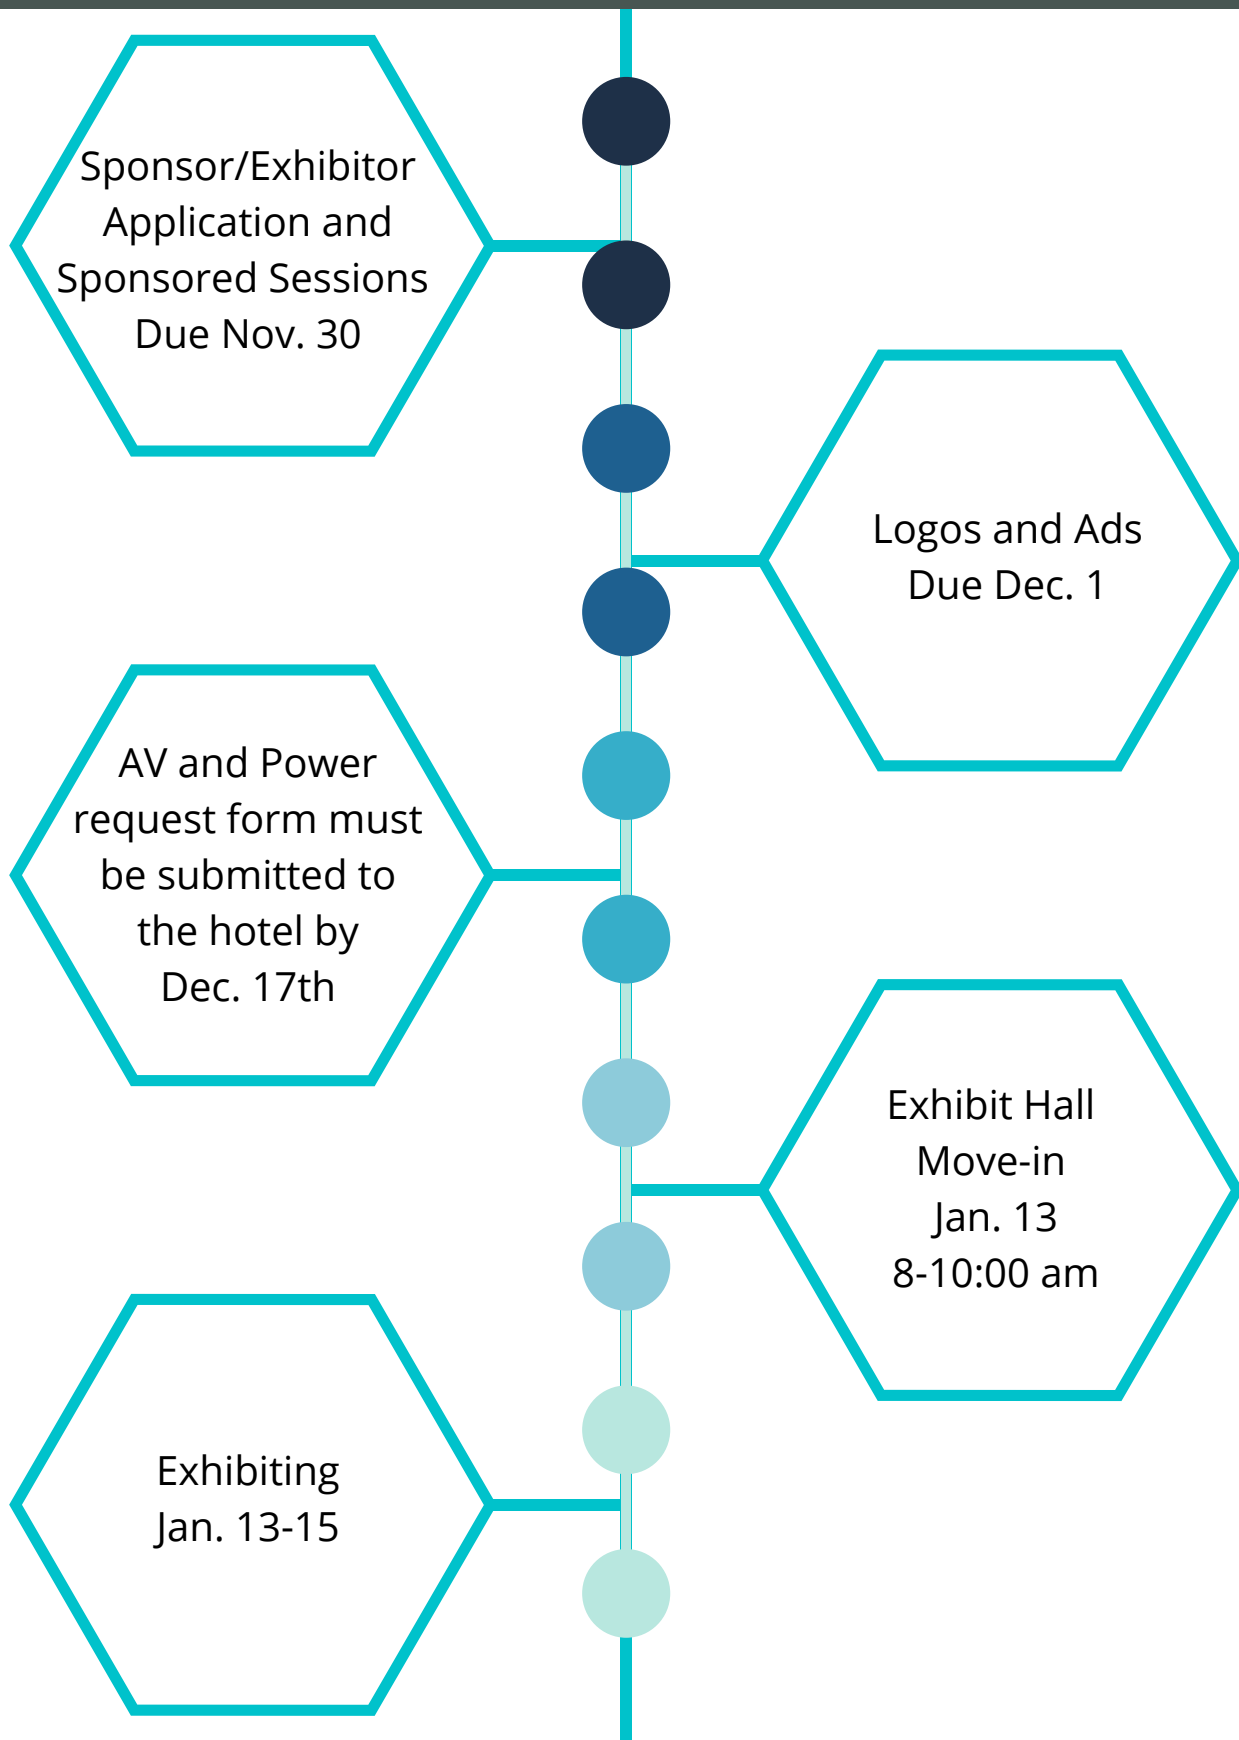 Sponsor/Exhibitor
Application and
Sponsored Sessions
Due Nov. 30
Logos and Ads
Due Dec. 1
AV and Power
request form must
be submitted to
the hotel by
Dec. 17th
Exhibit Hall
Move-in
Jan. 13
8-10:00 am
Exhibiting
Jan. 13-15